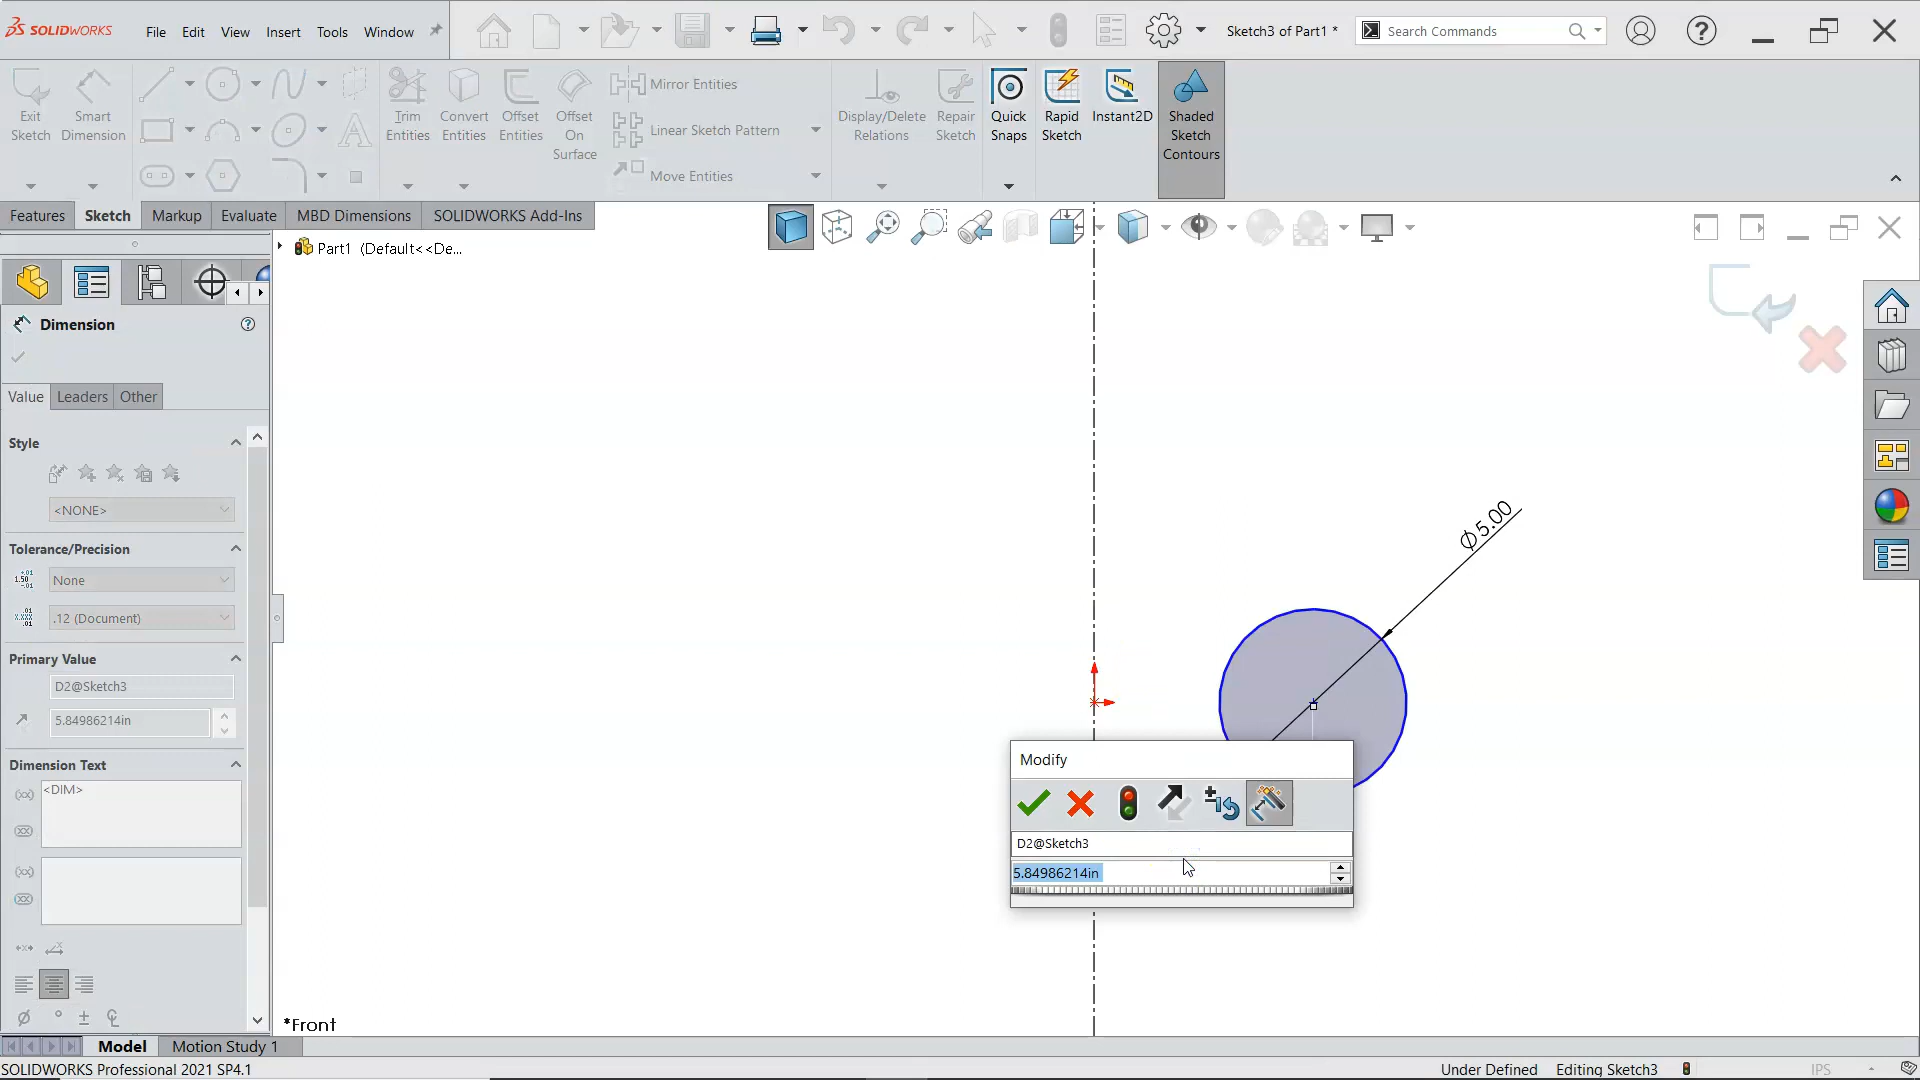 SOLIDWORKS
File Edit View Insert Tools Window
Sketch3 of Part1 *
Search Commands
Exit Sketch
Smart Dimension
Trim Entities
Convert Entities
Offset Entities
Offset On Surface
Mirror Entities
Linear Sketch Pattern
Move Entities
Display/Delete Relations
Repair Sketch
Quick Snaps
Rapid Sketch
Instant2D
Shaded Sketch Contours
Features Sketch Markup Evaluate MBD Dimensions SOLIDWORKS Add-Ins
Part1 (Default<<De...
Dimension
Value Leaders Other
Style
<NONE>
Tolerance/Precision
None
.12 (Document)
Primary Value
D2@Sketch3
5.84986214in
Dimension Text
<DIM>
∅5.00
Modify
D2@Sketch3
5.84986214in
*Front
Model Motion Study 1
SOLIDWORKS Professional 2021 SP4.1
Under Defined Editing Sketch3 IPS